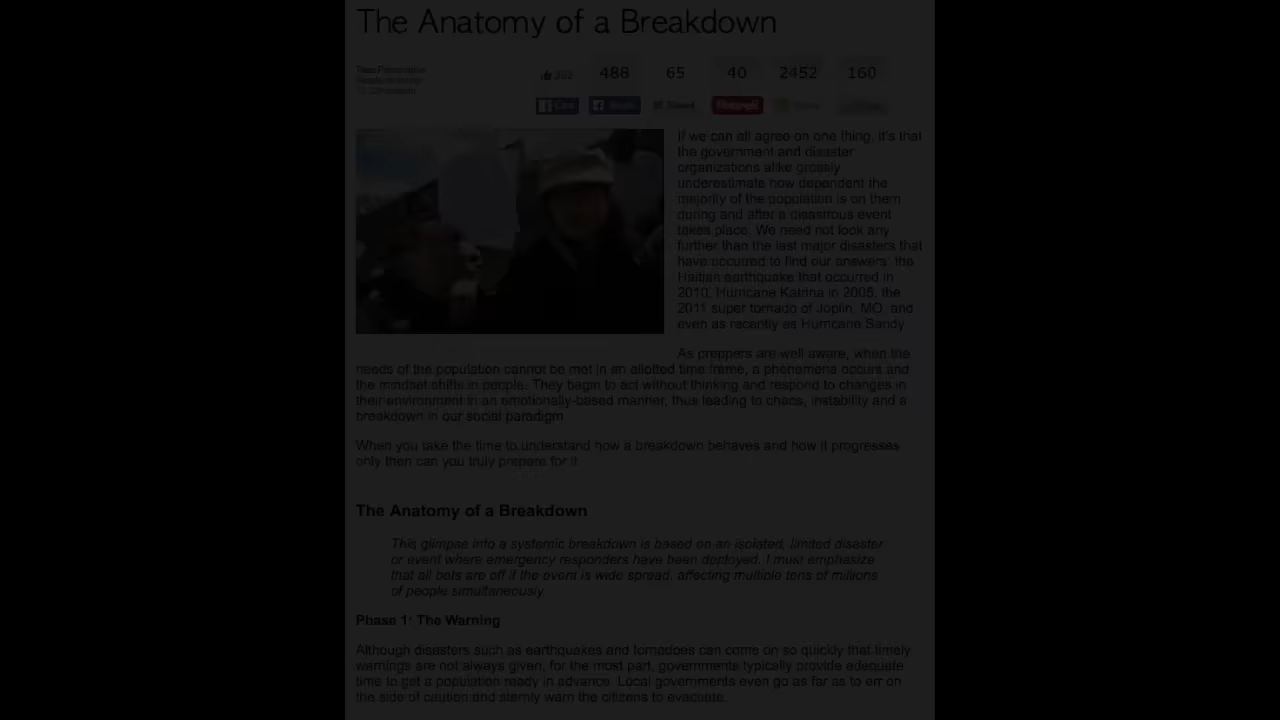 The Anatomy of a Breakdown
202
488
65
40
2452
160
Like
If we can all agree on one thing, it's that
the government and disaster
organizations alike grossly
underestimate how dependent the
majority of the population is on them
during and after a disastrous event
takes place. We need not look any
further than the last major disasters that
have occurred to find our answers: the
Haitian earthquake that occurred in
2010, Hurricane Katrina in 2005, the
2011 super tornado of Joplin, MO, and
even as recently as Hurricane Sandy
As preppers are well aware, when the
needs of the population cannot be met in an allotted time frame, a phenomena occurs and
the mindset shifts in people. They begin to act without thinking and respond to changes in
their environment in an emotionally-based manner, thus leading to chaos, instability and a
breakdown in our social paradigm
When you take the time to understand how a breakdown behaves and how it progresses
only then can you truly prepare for it
The Anatomy of a Breakdown
This glimpse into a systemic breakdown is based on an isolated, limited disaster
or event where emergency responders have been deployed. I must emphasize
that all bets are off if the event is wide spread, affecting multiple tens of millions
of people simultaneously.
Phase 1: The Warning
Although disasters such as earthquakes and tornadoes can come on so quickly that timely
warnings are not always given, for the most part, governments typically provide adequate
time to get a population ready in advance. Local governments even go as far as to err on
the side of caution and sternly warn the citizens to evacuate.